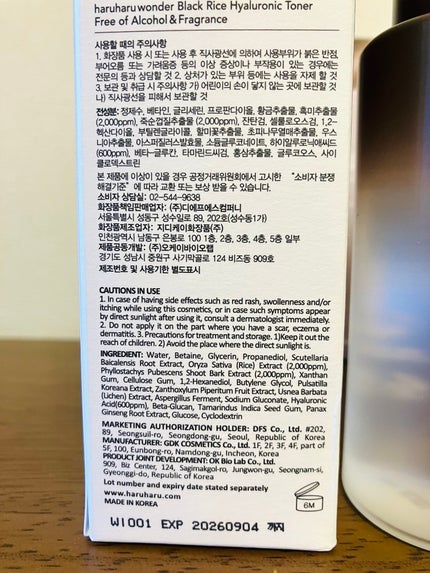 haruharu wonder Black Rice Hyaluronic Toner
Free of Alcohol & Fragrance
사용할 때의 주의사항
1. 화장품 사용 시 또는 사용 후 직사광선에 의하여 사용부위가 붉은 반점,
부어오름 또는 가려움증 등의 이상 증상이나 부작용이 있는 경우에는
전문의 등과 상담할 것 2. 상처가 있는 부위 등에는 사용을 자제 할 것
3. 보관 및 취급 시 주의사항 가) 어린이의 손이 닿지 않는 곳에 보관할 것
나) 직사광선을 피해서 보관할 것
전성분: 정제수, 베타인, 글리세린, 프로판다이올, 황금추출물, 흑미추출물
(2,000ppm), 죽순껍질추출물 (2,000ppm), 잔탄검, 셀룰로오스검, 1,2-
헥산다이올, 부틸렌글라이콜, 할미꽃추출물, 초피나무열매추출물, 우스
니아추출물, 아스퍼질러스발효물, 소듐글루코네이트, 하이알루로닉애씨드
(600ppm), 베타-글루칸, 타마린드씨검, 홍삼추출물, 글루코오스, 사이
클로덱스트린
본 제품에 이상이 있을 경우 공정거래위원회에서 고시한 "소비자 분쟁
해결기준" 에 따라 교환 또는 보상 받을 수 있습니다.
소비자 상담실: 02-544-9638
화장품책임판매업자: (주)디에프에스컴퍼니
서울특별시 성동구 성수일로 89, 202호(성수동1가)
화장품제조업자: 지디케이화장품(주)
인천광역시 남동구 은봉로 100 1층, 2층, 3층, 4층, 5층 일부
제품공동개발: (주)오케이바이오랩
경기도 성남시 중원구 사기막골로 124 비즈동 909호
제조번호 및 사용기한 별도표시
CAUTIONS IN USE
1. In case of having side effects such as red rash, swollenness and/or
itching while using this cosmetics, or in case such symptoms appear
by direct sunlight after using it, consult a dermatologist immediately.
2. Do not apply it on the part where you have a scar, eczema or
dermatitis. 3. Precautions for treatment and storage. 1)Keep it out the
reach of children. 2) Avoid the place where the direct sunlight is.
INGREDIENT: Water, Betaine, Glycerin, Propanediol, Scutellaria
Baicalensis Root Extract, Oryza Sativa (Rice) Extract (2,000ppm),
Phyllostachys Pubescens Shoot Bark Extract (2,000ppm), Xanthan
Gum, Cellulose Gum, 1,2-Hexanediol, Butylene Glycol, Pulsatilla
Koreana Extract, Zanthoxylum Piperitum Fruit Extract, Usnea Barbata
(Lichen) Extract, Aspergillus Ferment, Sodium Gluconate, Hyaluronic
Acid(600ppm), Beta-Glucan, Tamarindus Indica Seed Gum, Panax
Ginseng Root Extract, Glucose, Cyclodextrin
MARKETING AUTHORIZATION HOLDER: DFS Co., Ltd. #202,
89, Seongsuil-ro, Seongdong-gu, Seoul, Republic of Korea
MANUFACTURER: GDK COSMETICS Co., Ltd. 1F, 2F, 3F, 4F, part of
5F, 100, Eunbong-ro, Namdong-gu, Incheon, Korea
PRODUCT JOINT DEVELOPMENT: OK Bio Lab Co., Ltd.
909, Biz Center, 124, Sagimakgol-ro, Jungwon-gu, Seongnam-si,
Gyeonggi-do, Republic of Korea
Lot number and expiry date stated separately
www.haruharu.com
MADE IN KOREA
6M
WI001 EXP 20260904 까지